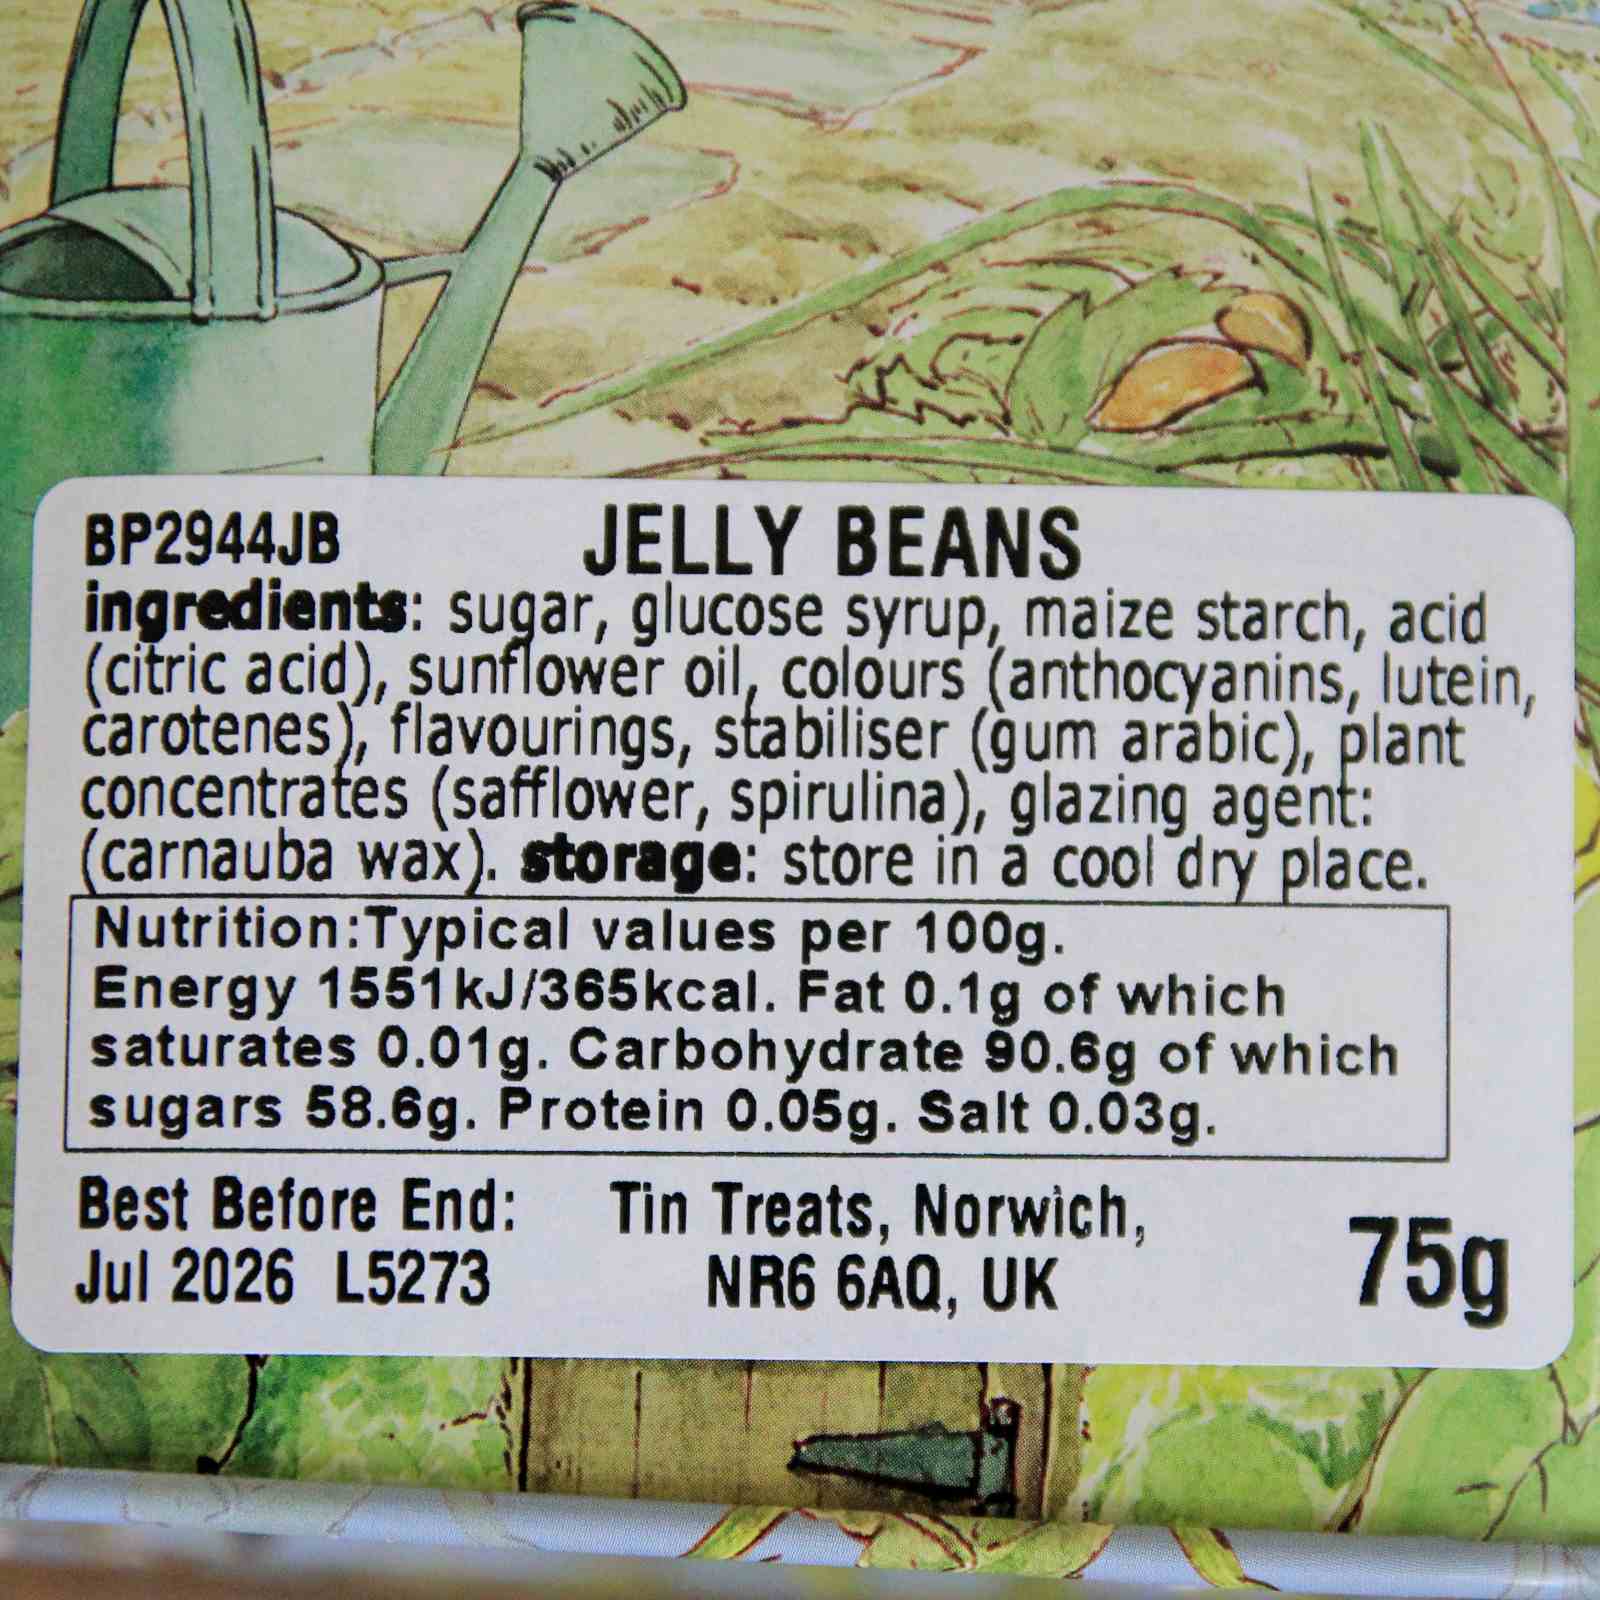 BP2944JB JELLY BEANS
ingredients: sugar, glucose syrup, maize starch, acid
(citric acid), sunflower oil, colours (anthocyanins, lutein,
carotenes), flavourings, stabiliser (gum arabic), plant
concentrates (safflower, spirulina), glazing agent:
(carnauba wax). storage: store in a cool dry place.
Nutrition:Typical values per 100g.
Energy 1551kJ/365kcal. Fat 0.1g of which
saturates 0.01g. Carbohydrate 90.6g of which
sugars 58.6g. Protein 0.05g. Salt 0.03g.
Best Before End:
Jul 2026 L5273
Tin Treats, Norwich,
NR6 6AQ, UK
75g